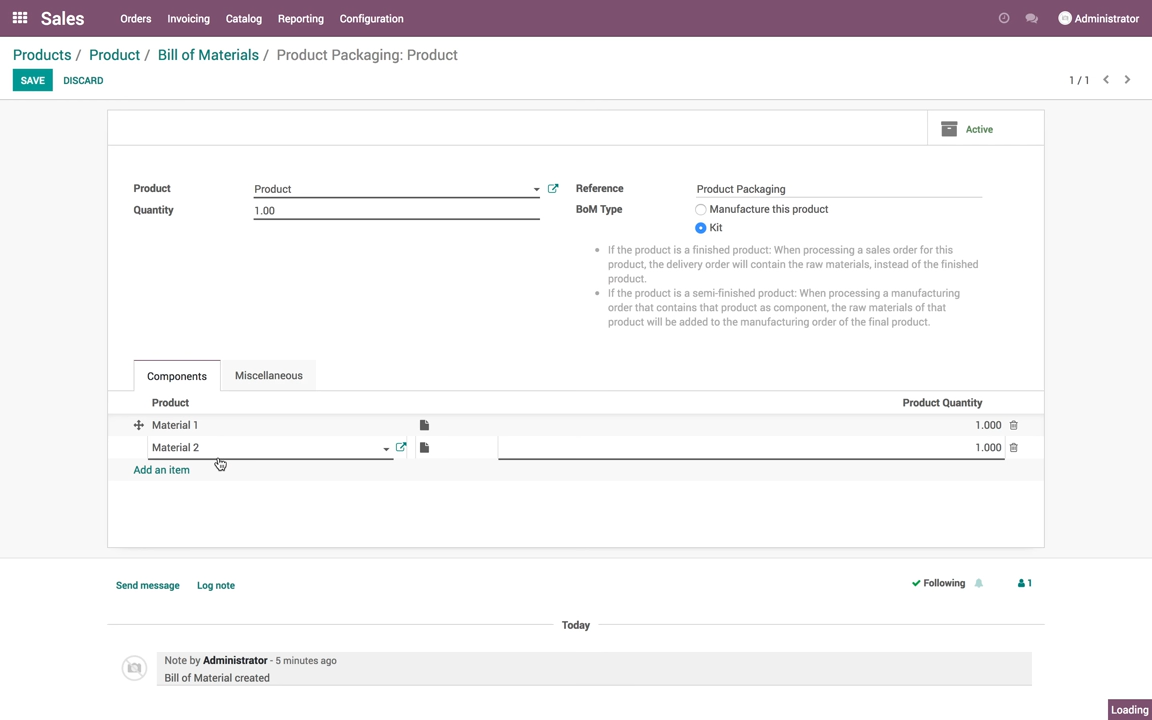 Sales Orders Invoicing Catalog Reporting Configuration Administrator
Products / Product / Bill of Materials / Product Packaging: Product
SAVE DISCARD 1 / 1
Active
Product Product Reference Product Packaging
Quantity 1.00 BoM Type Manufacture this product
Kit
If the product is a finished product: When processing a sales order for this
product, the delivery order will contain the raw materials, instead of the finished
product.
If the product is a semi-finished product: When processing a manufacturing
order that contains that product as component, the raw materials of that
product will be added to the manufacturing order of the final product.
Components Miscellaneous
Product Product Quantity
Material 1 1.000
Material 2 1.000
Add an item
Send message Log note Following 1
Today
Note by Administrator - 5 minutes ago
Bill of Material created
Loading